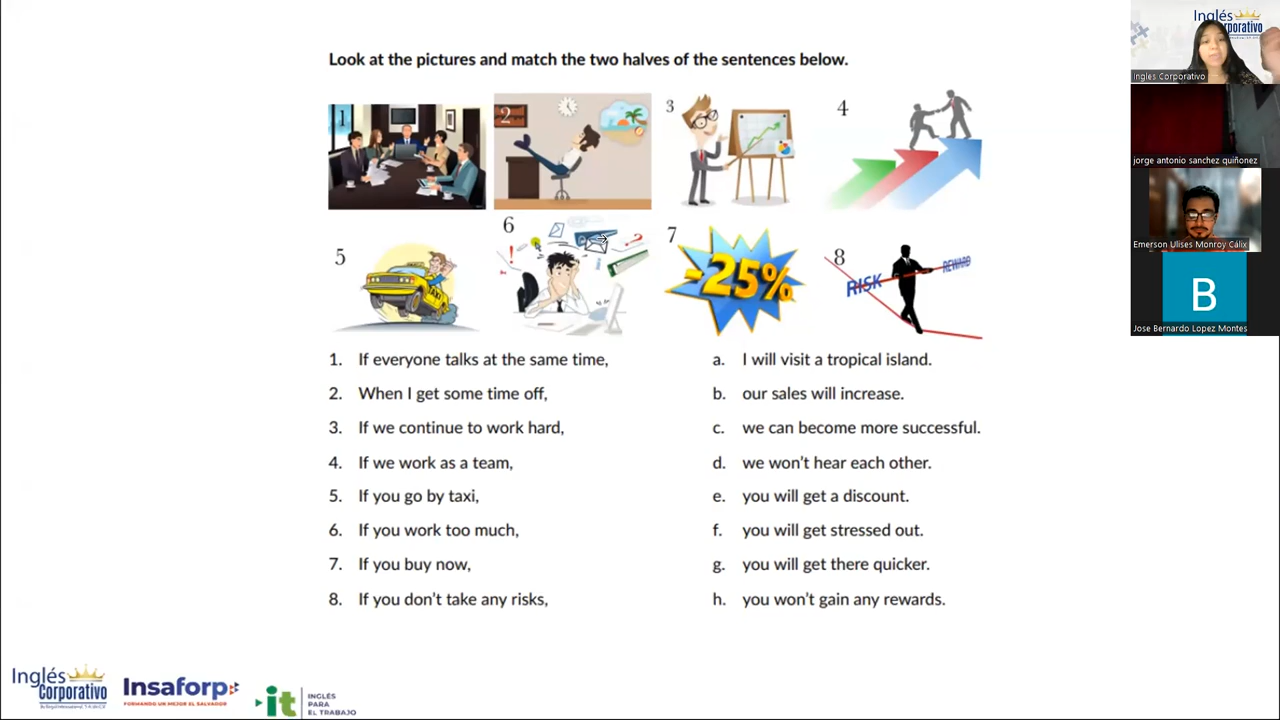 Look at the pictures and match the two halves of the sentences below.
1
2
3
4
5
6
7
-25%
8
RISK
REWARD
TAXI
1. If everyone talks at the same time,
2. When I get some time off,
3. If we continue to work hard,
4. If we work as a team,
5. If you go by taxi,
6. If you work too much,
7. If you buy now,
8. If you don't take any risks,
a. I will visit a tropical island.
b. our sales will increase.
c. we can become more successful.
d. we won't hear each other.
e. you will get a discount.
f. you will get stressed out.
g. you will get there quicker.
h. you won't gain any rewards.
Inglés
Corporativo
Insaforp
FORMANDO UN MEJOR EL SALVADOR
it
INGLÉS
PARA
EL TRABAJO
Inglés
Corporativo
Ingles Corporativo
jorge antonio sanchez quiñonez
Emerson Ulises Monroy Cálix
B
Jose Bernardo Lopez Montes